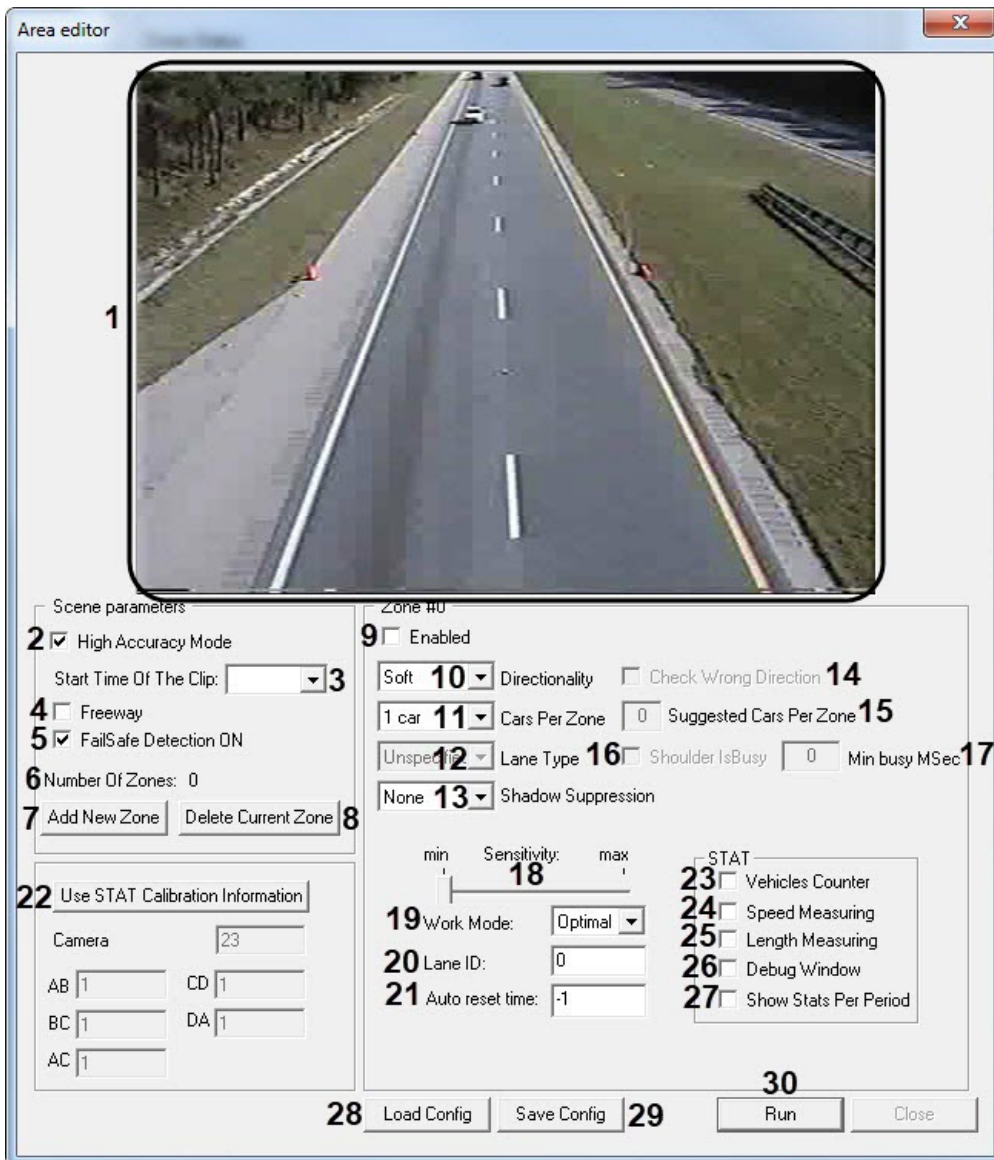 Area editor
x
1
Scene parameters
2 High Accuracy Mode
Start Time Of The Clip: 3
4 Freeway
5 FailSafe Detection ON
6 Number Of Zones: 0
7 Add New Zone Delete Current Zone 8
22 Use STAT Calibration Information
Camera 23
AB 1 CD 1
BC 1 DA 1
AC 1
Zone #0
9 Enabled
Soft 10 Directionality Check Wrong Direction 14
1 car 11 Cars Per Zone 0 Suggested Cars Per Zone 15
12 Lane Type 16 Shoulder IsBusy 0 Min busy MSec 17
None 13 Shadow Suppression
min Sensitivity: max
18
19 Work Mode: Optimal
20 Lane ID: 0
21 Auto reset time: -1
STAT
23 Vehicles Counter
24 Speed Measuring
25 Length Measuring
26 Debug Window
27 Show Stats Per Period
30
28 Load Config Save Config 29 Run Close